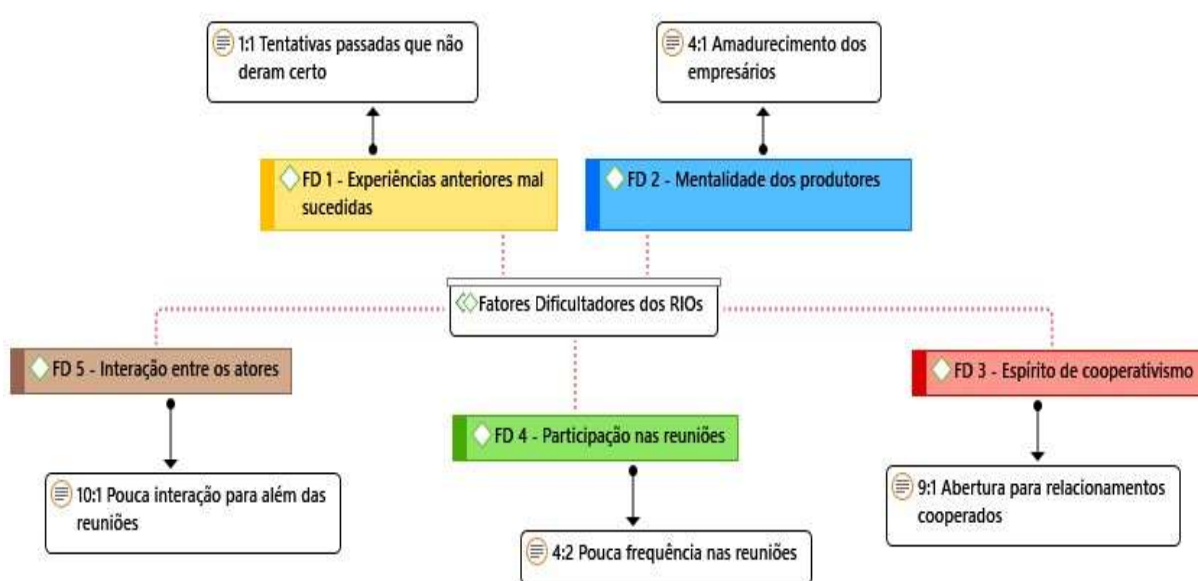 1:1 Tentativas passadas que não
deram certo
4:1 Amadurecimento dos
empresários
FD 1 - Experiências anteriores mal
sucedidas
FD 2 - Mentalidade dos produtores
Fatores Dificultadores dos RIOs
FD 5 - Interação entre os atores
FD 3 - Espírito de cooperativismo
FD 4 - Participação nas reuniões
10:1 Pouca interação para além das
reuniões
9:1 Abertura para relacionamentos
cooperados
4:2 Pouca frequência nas reuniões